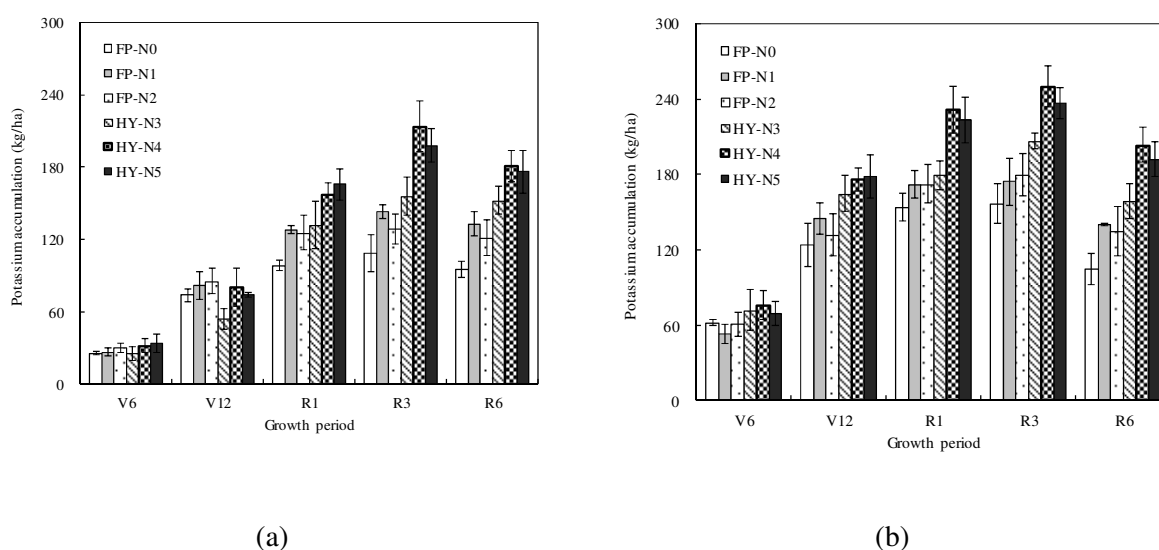 300
240
180
120
60
0
Potassium accumulation (kg/ha)
FP-N0
FP-N1
FP-N2
HY-N3
HY-N4
HY-N5
V6 V12 R1 R3 R6
Growth period
(a)
300
240
180
120
60
0
Potassium accumulation (kg/ha)
FP-N0
FP-N1
FP-N2
HY-N3
HY-N4
HY-N5
V6 V12 R1 R3 R6
Growth period
(b)